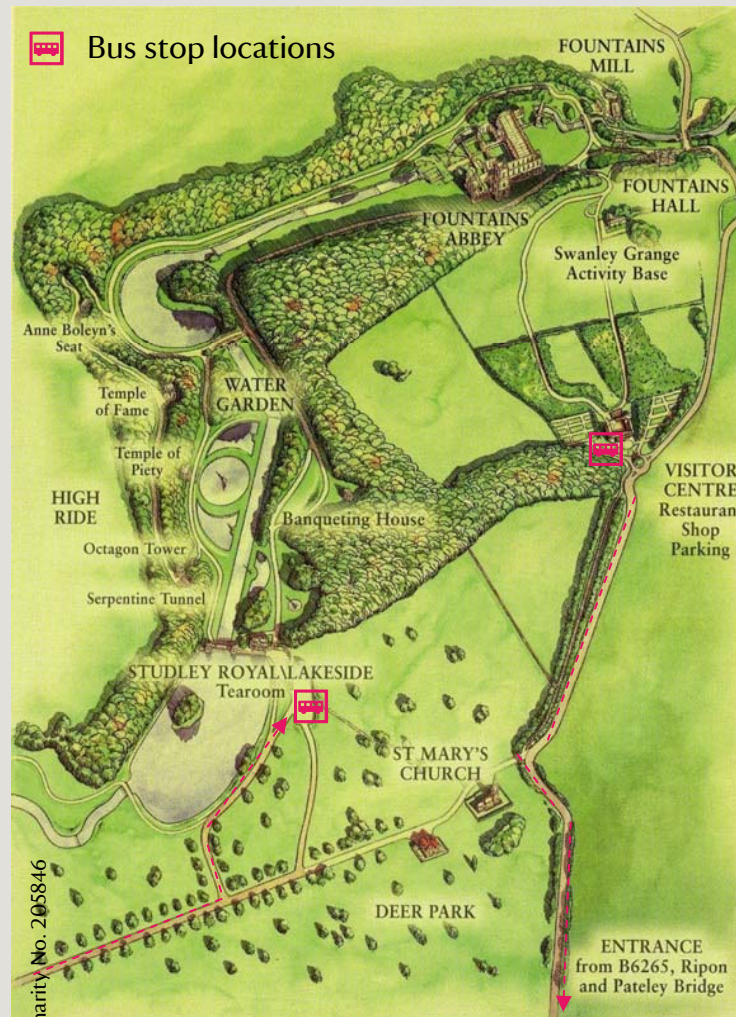 Bus stop locations
FOUNTAINS
MILL
FOUNTAINS
HALL
FOUNTAINS
ABBEY
Swanley Grange
Activity Base
Anne Boleyn's
Seat
Temple
of Fame
WATER
GARDEN
Temple of
Piety
HIGH
RIDE
Banqueting House
VISITOR
CENTRE
Restaurant
Shop
Parking
Octagon Tower
Serpentine Tunnel
STUDLEY ROYAL\LAKESIDE
Tearoom
ST MARY'S
CHURCH
DEER PARK
ENTRANCE
from B6265, Ripon
and Pateley Bridge
No. 205846